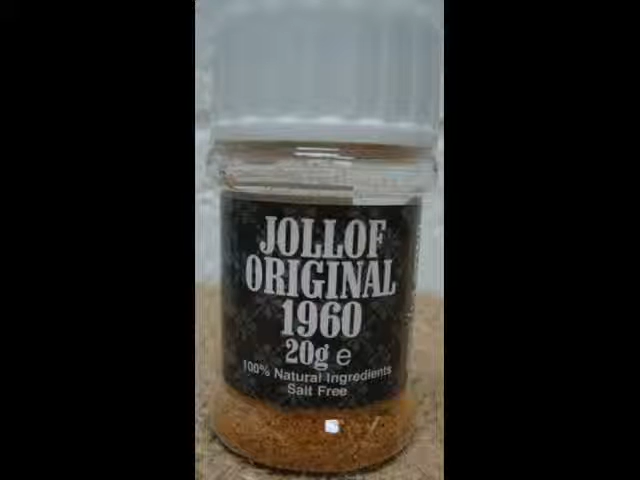 JOLLOF
ORIGINAL
1960
20g e
100% Natural Ingredients
Salt Free